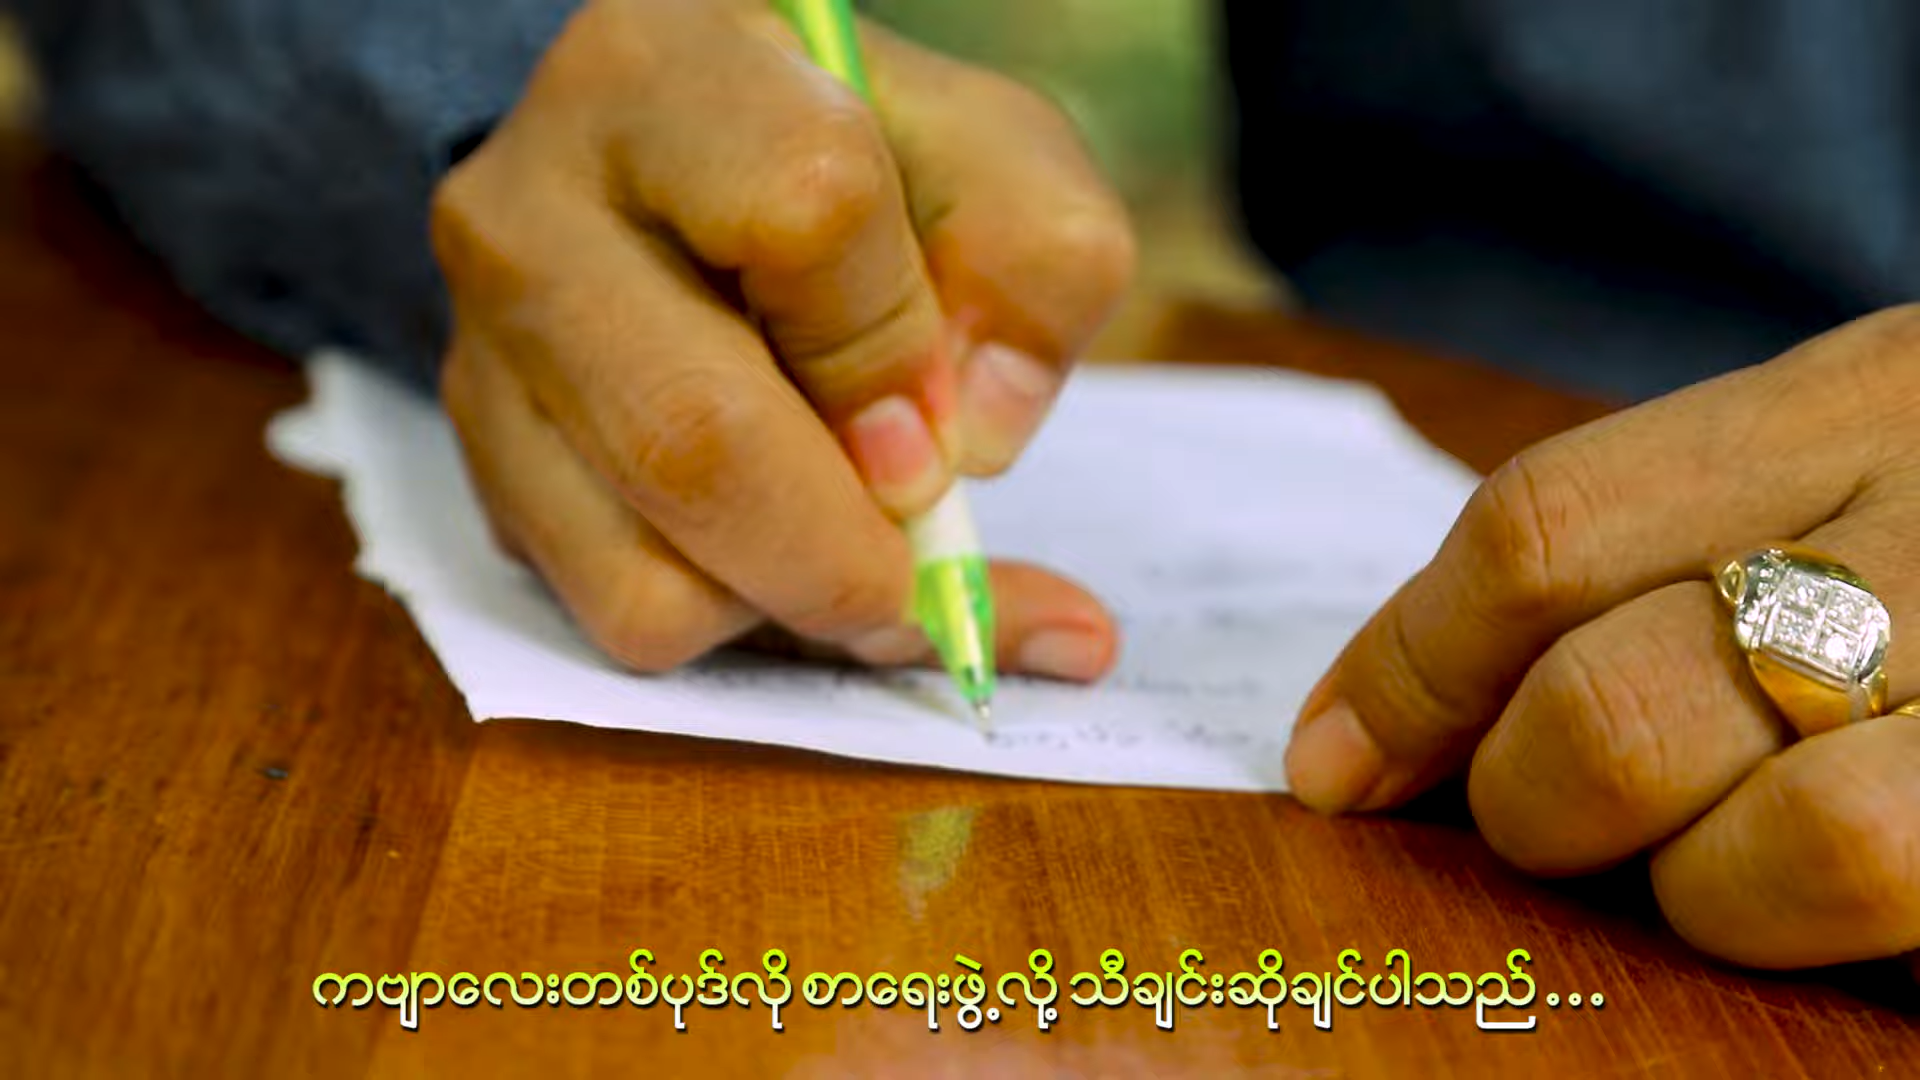 ကဗျာလေးတစ်ပုဒ်လို စာရေးဖွဲ့လို့ သီချင်းဆိုချင်ပါသည်...